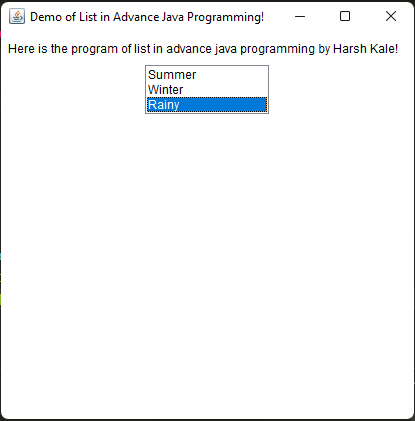 Demo of List in Advance Java Programming!
Here is the program of list in advance java programming by Harsh Kale!
Summer
Winter
Rainy